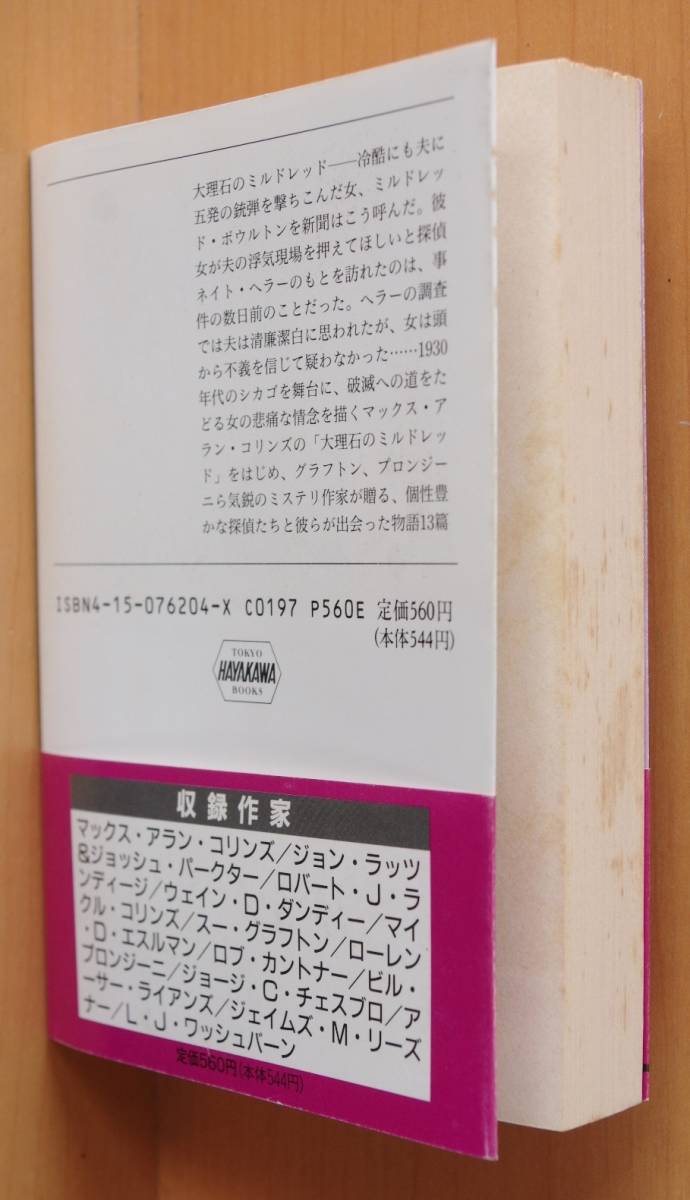 大理石のミルドレッド──冷酷にも夫に
五発の銃弾を撃ちこんだ女、ミルドレッ
ド・ボウルトンを新聞はこう呼んだ。彼
女が夫の浮気現場を押えてほしいと探偵
ネイト・ヘラーのもとを訪れたのは、事
件の数日前のことだった。ヘラーの調査
では夫は清廉潔白に思われたが、女は頭
から不義を信じて疑わなかった……1930
年代のシカゴを舞台に、破滅への道をた
どる女の悲痛な情念を描くマックス・ア
ラン・コリンズの「大理石のミルドレッ
ド」をはじめ、グラフトン、プロンジー
ニら気鋭のミステリ作家が贈る、個性豊
かな探偵たちと彼らが出会った物語13篇
ISBN4-15-076204-X C0197 P560E 定価560円
(本体544円)
TOKYO
HAYAKAWA
BOOKS
収録作家
マックス・アラン・コリンズ/ジョン・ラッツ
&ジョッシュ・パークター/ロバート・J・ラ
ンディージ/ウェイン・D・ダンディー/マイ
クル・コリンズ/スー・グラフトン/ローレン
・D・エスルマン/ロブ・カントナー/ビル・
プロンジーニ/ジョージ・C・チェスブロ/ア
ーサー・ライアンズ/ジェイムズ・M・リーズ
ナー/L・J・ワッシュバーン
定価560円(本体544円)